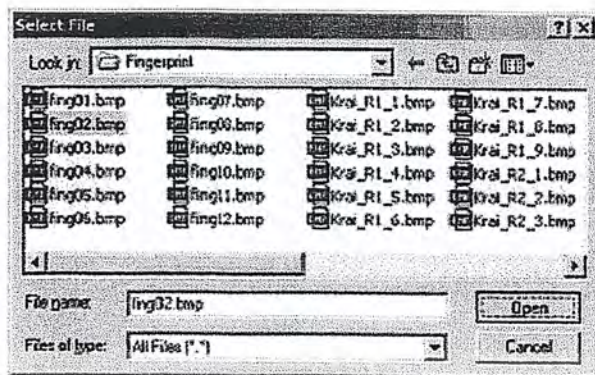 Select File
Look in: Fingerprint
fing01.bmp fing07.bmp Krai_R1_1.bmp Krai_R1_7.bmp
fing02.bmp fing08.bmp Krai_R1_2.bmp Krai_R1_8.bmp
fing03.bmp fing09.bmp Krai_R1_3.bmp Krai_R1_9.bmp
fing04.bmp fing10.bmp Krai_R1_4.bmp Krai_R2_1.bmp
fing05.bmp fing11.bmp Krai_R1_5.bmp Krai_R2_2.bmp
fing06.bmp fing12.bmp Krai_R1_6.bmp Krai_R2_3.bmp
File name: fing02.bmp Open
Files of type: All Files (*.*) Cancel